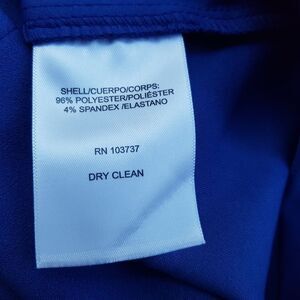 SHELL/CUERPO/CORPS:
96% POLYESTER/POLIÉSTER
4% SPANDEX /ELASTANO
RN 103737
DRY CLEAN